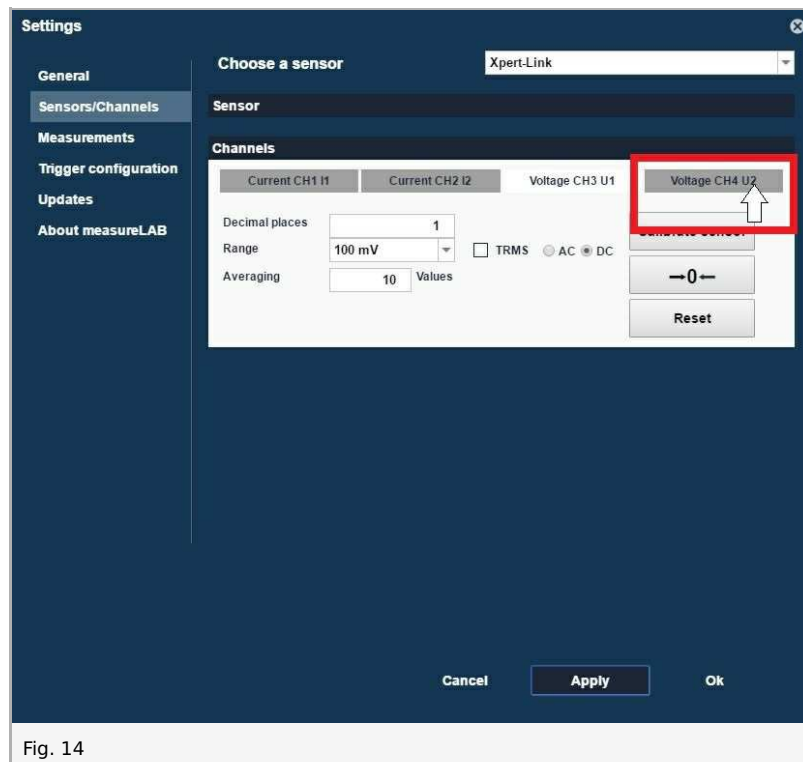 Settings
Choose a sensor
Xpert-Link
General
Sensors/Channels
Sensor
Measurements
Channels
Trigger configuration
Current CH1 I1
Current CH2 I2
Voltage CH3 U1
Voltage CH4 U2
Updates
About measureLAB
Decimal places
1
Range
100 mV
TRMS
AC
DC
Averaging
10
Values
→0←
Reset
Cancel
Apply
Ok
Fig. 14